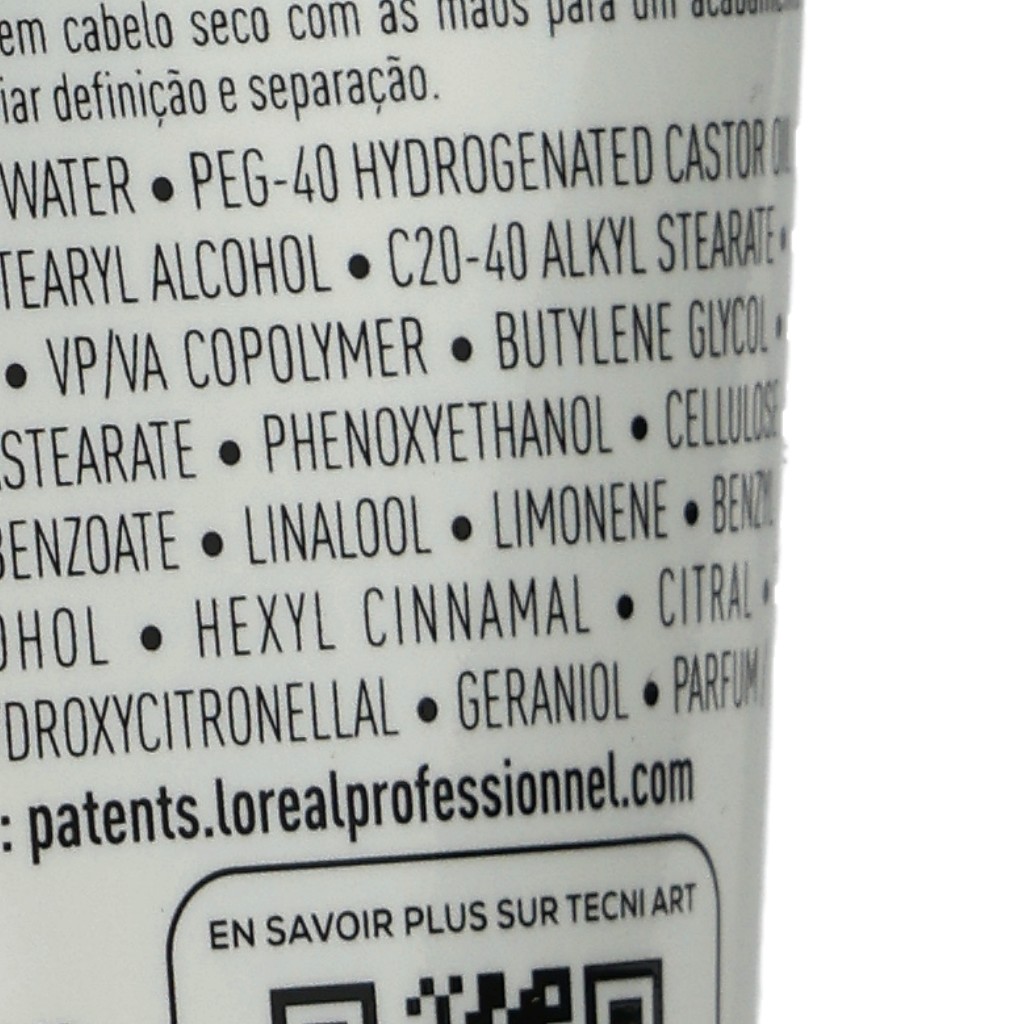 em cabelo seco com as mãos para um
iar definição e separação.
WATER • PEG-40 HYDROGENATED CASTOR OIL
TEARYL ALCOHOL • C20-40 ALKYL STEARATE •
• VP/VA COPOLYMER • BUTYLENE GLYCOL •
STEARATE • PHENOXYETHANOL • CELLULOSE
BENZOATE • LINALOOL • LIMONENE • BENZYL
OHOL • HEXYL CINNAMAL • CITRAL •
DROXYCITRONELLAL • GERANIOL • PARFUM /
: patents.lorealprofessionnel.com
EN SAVOIR PLUS SUR TECNI ART